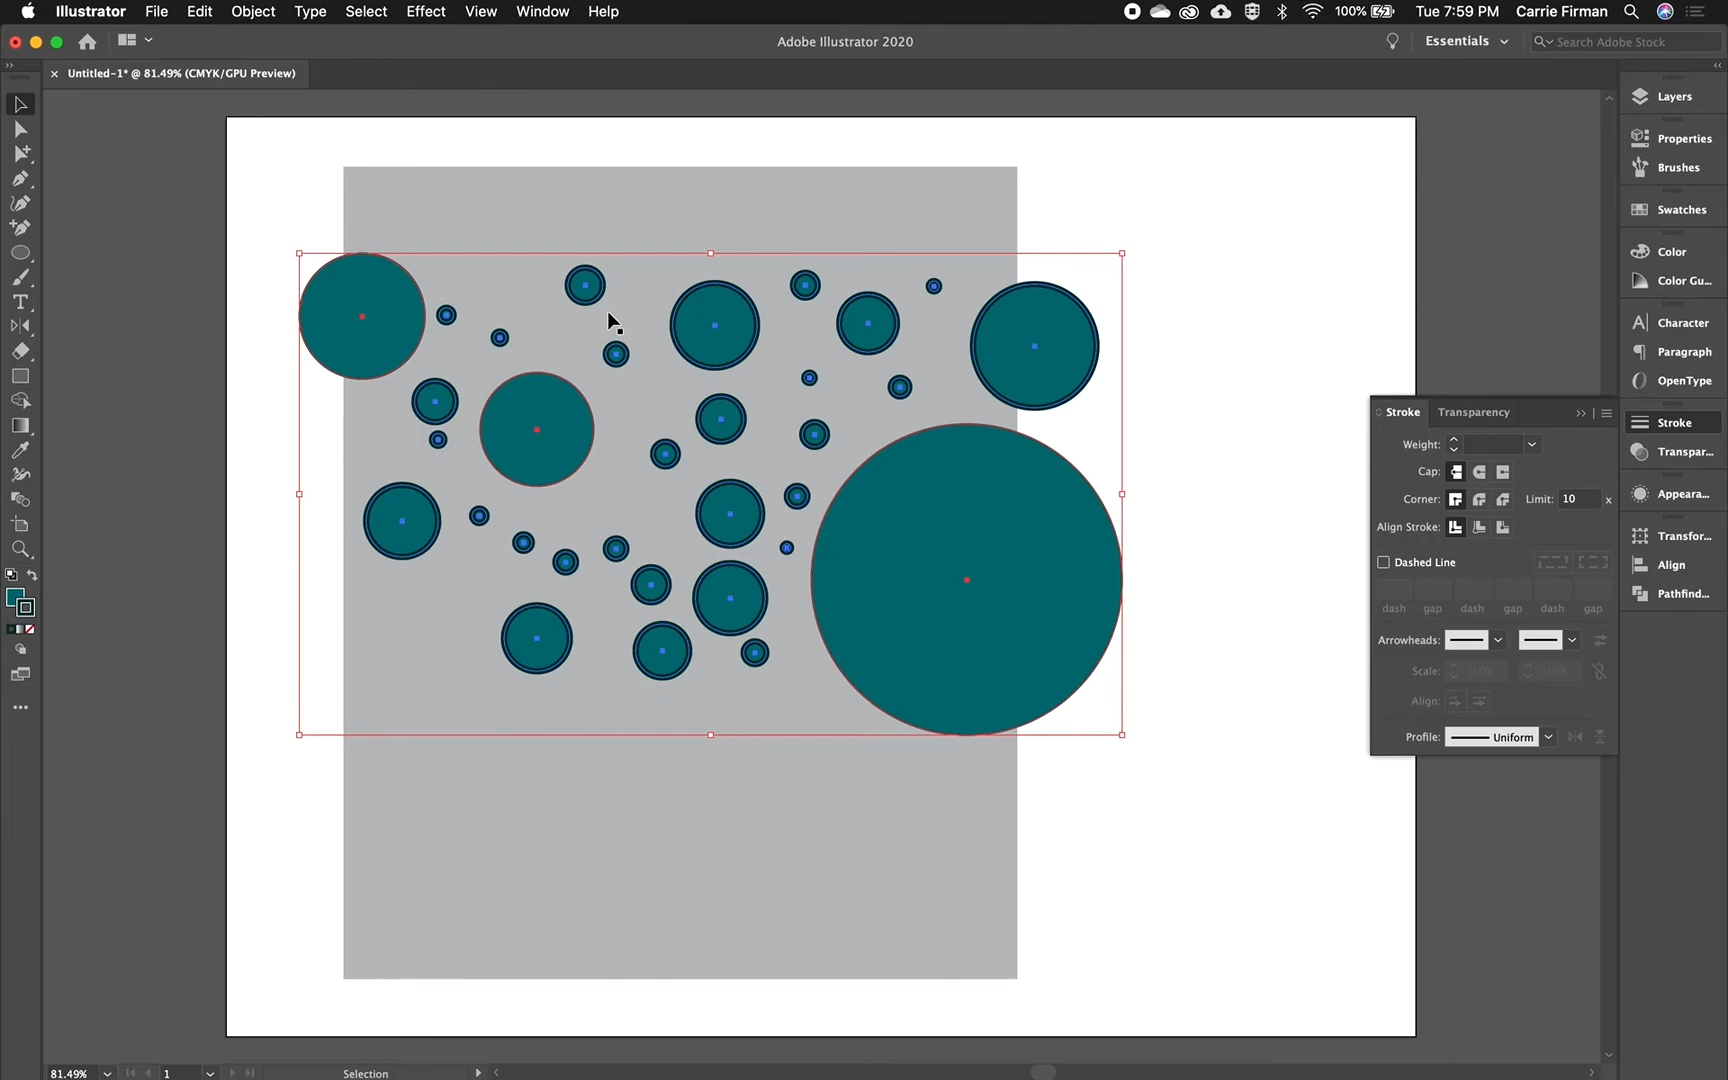 Illustrator File Edit Object Type Select Effect View Window Help 100% Tue 7:59 PM Carrie Firman
Adobe Illustrator 2020 Essentials Search Adobe Stock
Untitled-1* @ 81.49% (CMYK/GPU Preview)
Layers
Properties
Brushes
Swatches
Color
Color Gu...
Character
Paragraph
OpenType
Stroke
Transpar...
Appeara...
Transfor...
Align
Pathfind...
Stroke Transparency
Weight:
Cap:
Corner: Limit: 10 x
Align Stroke:
Dashed Line
dash gap dash gap dash gap
Arrowheads:
Scale: 100% 100%
Align:
Profile: Uniform
81.49% 1 Selection